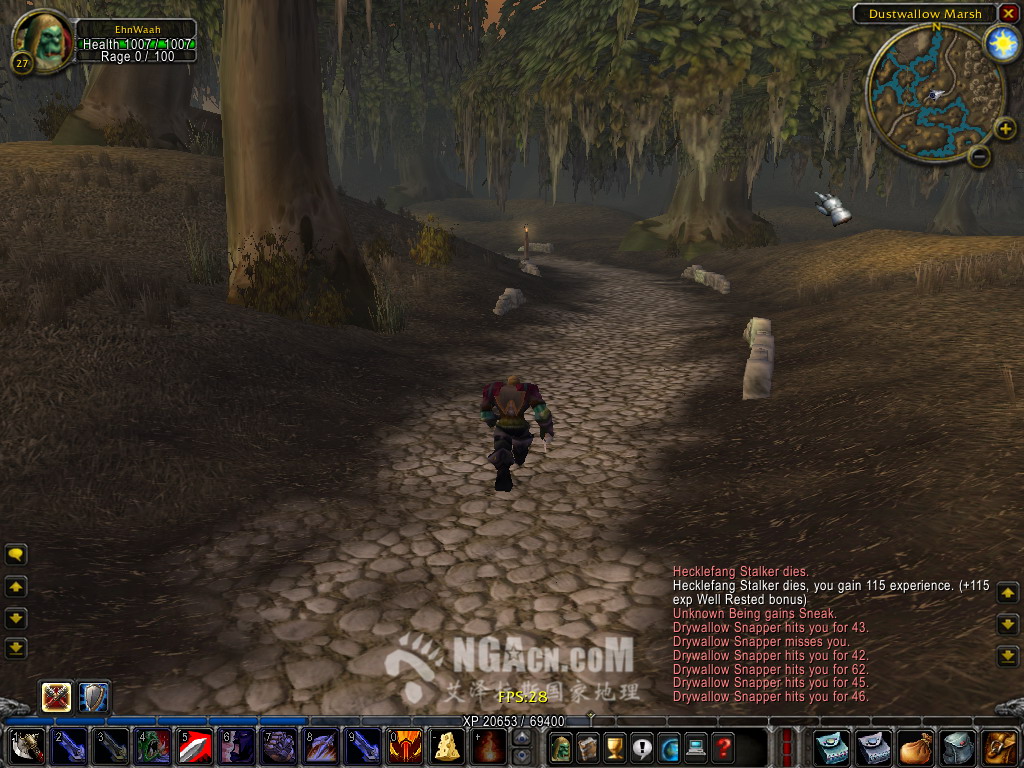 EhnWaah
Health 1007 / 1007
Rage 0 / 100
27
Dustwallow Marsh
N
Hecklefang Stalker dies.
Hecklefang Stalker dies, you gain 115 experience. (+115
exp Well Rested bonus)
Unknown Being gains Sneak.
Drywallow Snapper hits you for 43.
Drywallow Snapper misses you.
Drywallow Snapper hits you for 42.
Drywallow Snapper hits you for 62.
Drywallow Snapper hits you for 45.
Drywallow Snapper hits you for 46.
NGACN.COM
艾泽拉斯国家地理
FPS:28
XP 20653 / 69400
1 2 3 4 5 6 7 8 9 0 - +